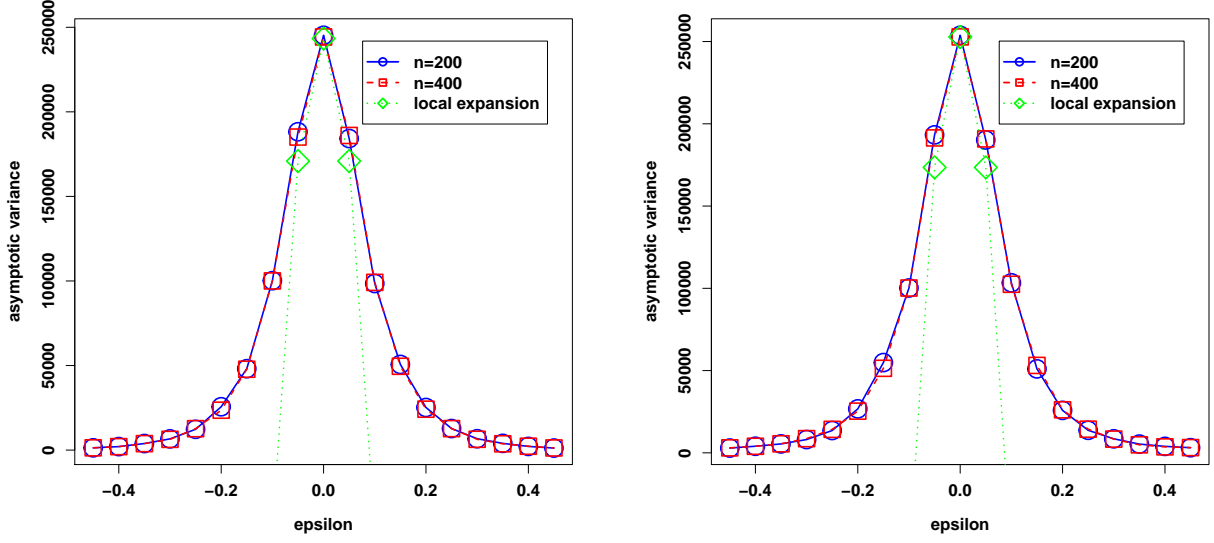 250000
200000
150000
100000
50000
0
asymptotic variance
n=200
n=400
local expansion
−0.4 −0.2 0.0 0.2 0.4
epsilon
250000
200000
150000
100000
50000
0
asymptotic variance
n=200
n=400
local expansion
−0.4 −0.2 0.0 0.2 0.4
epsilon